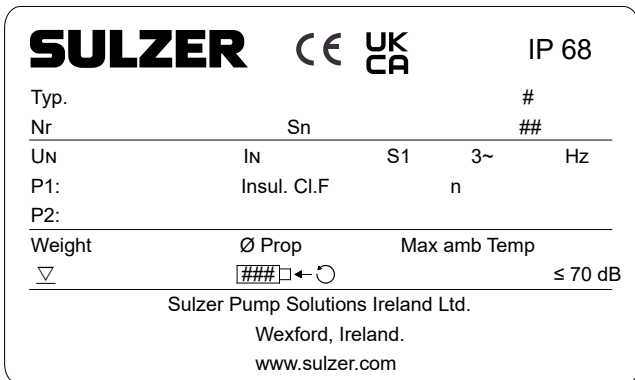 SULZER CE UK CA IP 68
Typ. #
Nr Sn ##
UN IN S1 3~ Hz
P1: Insul. Cl.F n
P2:
Weight Ø Prop Max amb Temp
### ≤ 70 dB
Sulzer Pump Solutions Ireland Ltd.
Wexford, Ireland.
www.sulzer.com